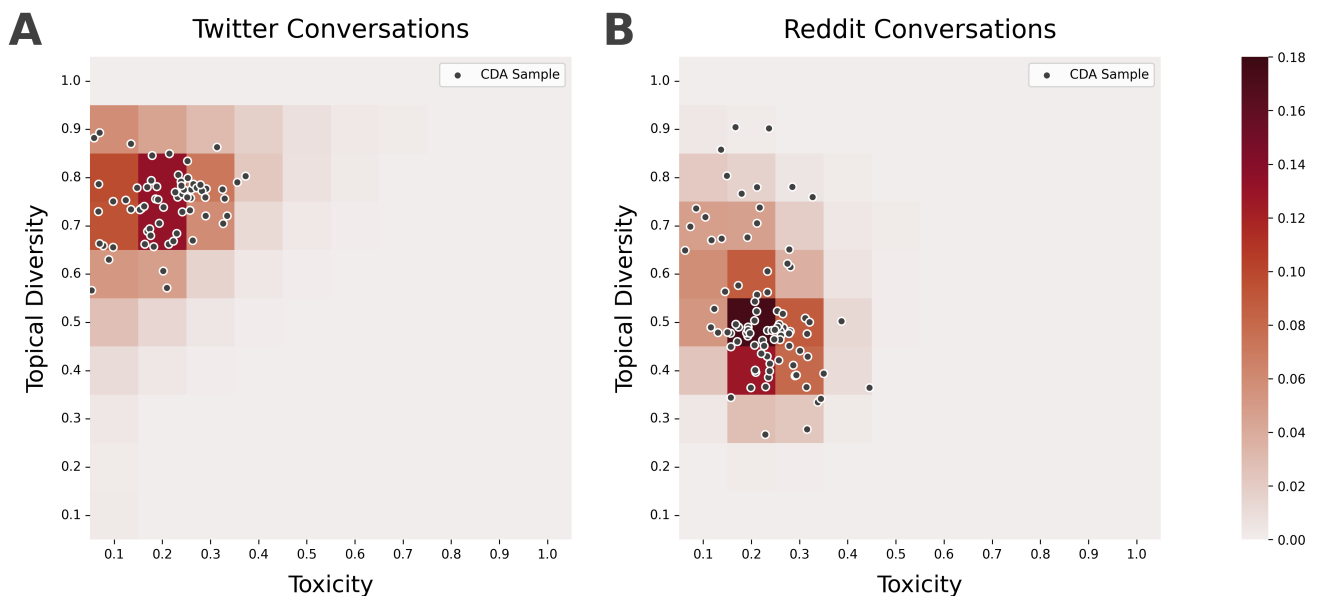 A
Twitter Conversations
CDA Sample
Topical Diversity
1.0
0.9
0.8
0.7
0.6
0.5
0.4
0.3
0.2
0.1
0.1 0.2 0.3 0.4 0.5 0.6 0.7 0.8 0.9 1.0
Toxicity
B
Reddit Conversations
CDA Sample
Topical Diversity
1.0
0.9
0.8
0.7
0.6
0.5
0.4
0.3
0.2
0.1
0.1 0.2 0.3 0.4 0.5 0.6 0.7 0.8 0.9 1.0
Toxicity
0.18
0.16
0.14
0.12
0.10
0.08
0.06
0.04
0.02
0.00